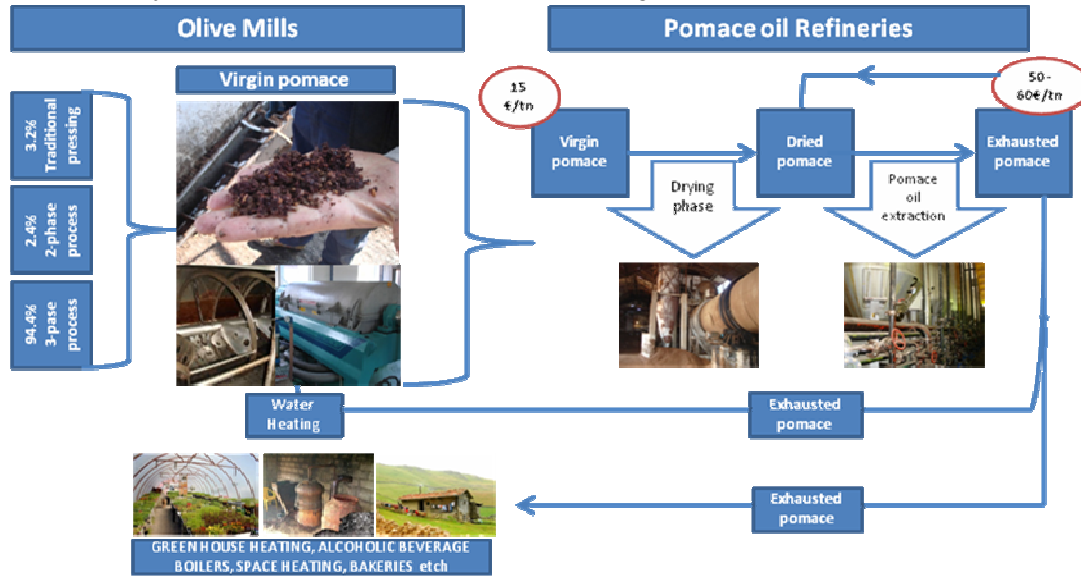 Olive Mills
Pomace oil Refineries
3.2%
Traditional
pressing
2.4%
2-phase
process
94.4%
3-pase
process
Virgin pomace
15
€/tn
Virgin
pomace
Drying
phase
Dried
pomace
Pomace
oil
extraction
50-
60€/tn
Exhausted
pomace
Water
Heating
Exhausted
pomace
Exhausted
pomace
GREENHOUSE HEATING, ALCOHOLIC BEVERAGE
BOILERS, SPACE HEATING, BAKERIES etch